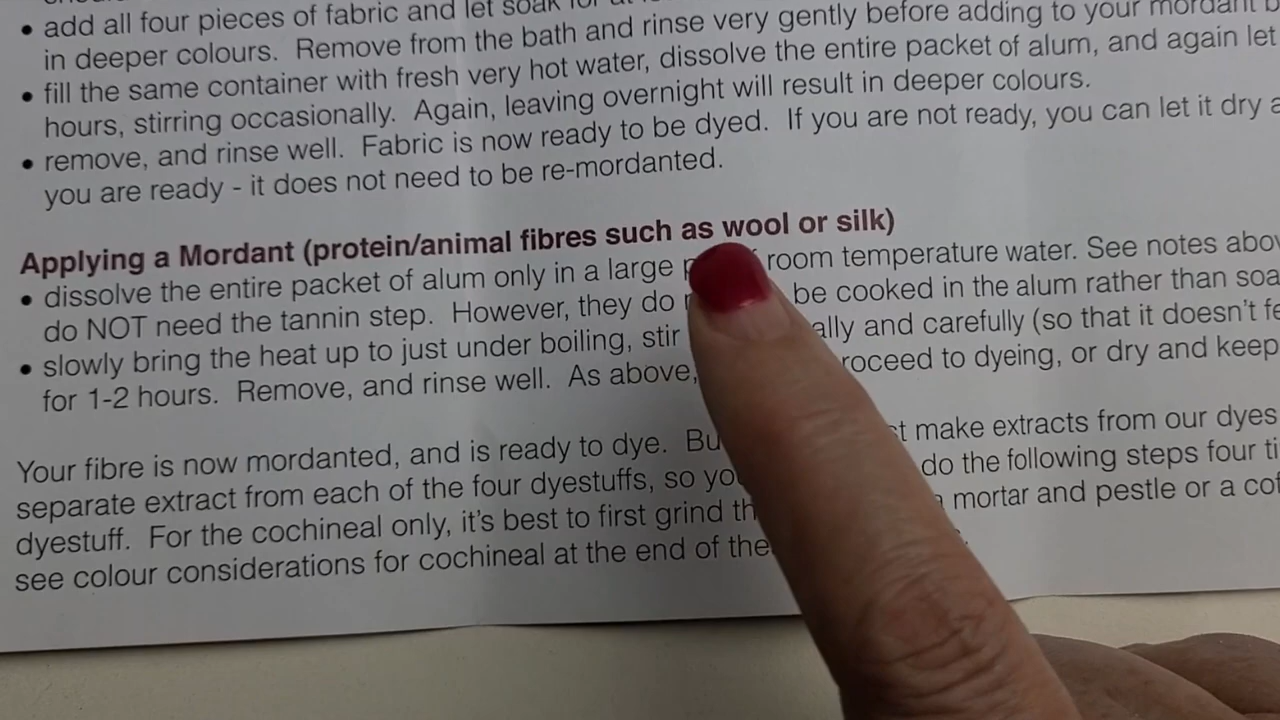 • add all four pieces of fabric and let soak for at
in deeper colours. Remove from the bath and rinse very gently before adding to your mordant
• fill the same container with fresh very hot water, dissolve the entire packet of alum, and again let
hours, stirring occasionally. Again, leaving overnight will result in deeper colours.
• remove, and rinse well. Fabric is now ready to be dyed. If you are not ready, you can let it dry
you are ready - it does not need to be re-mordanted.
Applying a Mordant (protein/animal fibres such as wool or silk)
• dissolve the entire packet of alum only in a large room temperature water. See notes
do NOT need the tannin step. However, they do be cooked in the alum rather than
• slowly bring the heat up to just under boiling, stir and carefully (so that it doesn't
for 1-2 hours. Remove, and rinse well. As above, to dyeing, or dry and keep
Your fibre is now mordanted, and is ready to dye. make extracts from our dyes
separate extract from each of the four dyestuffs, so do the following steps four
dyestuff. For the cochineal only, it's best to first grind mortar and pestle or a
see colour considerations for cochineal at the end of